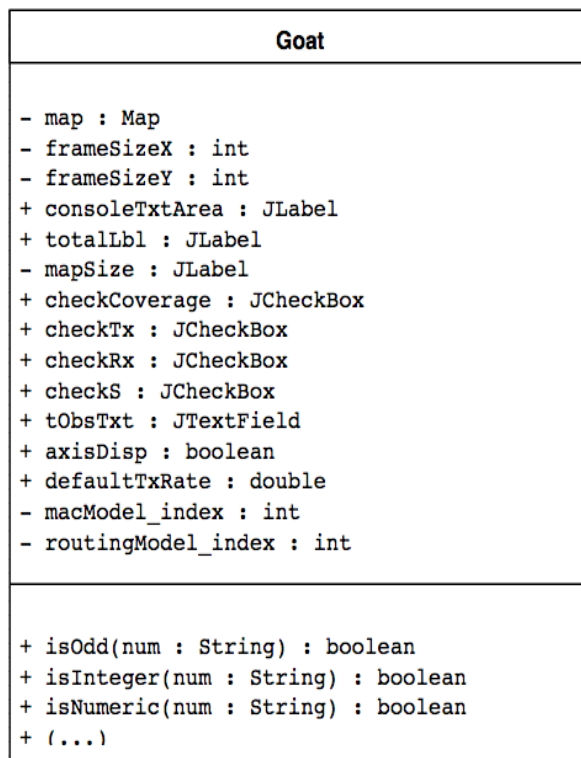 Goat
- map : Map
- frameSizeX : int
- frameSizeY : int
+ consoleTxtArea : JLabel
+ totalLbl : JLabel
- mapSize : JLabel
+ checkCoverage : JCheckBox
+ checkTx : JCheckBox
+ checkRx : JCheckBox
+ checkS : JCheckBox
+ tObsTxt : JTextField
+ axisDisp : boolean
+ defaultTxRate : double
- macModel_index : int
- routingModel_index : int
+ isOdd(num : String) : boolean
+ isInteger(num : String) : boolean
+ isNumeric(num : String) : boolean
+ (...)